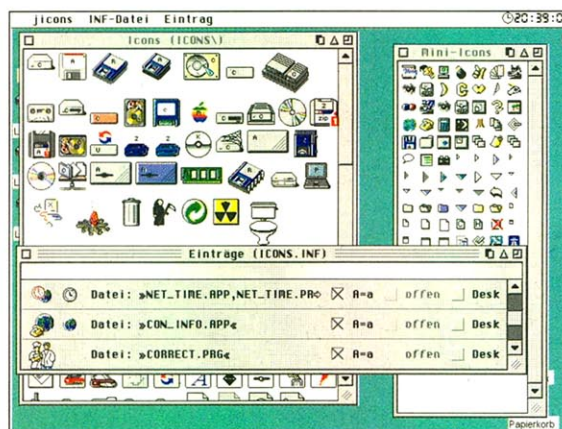 jicons INF-Datei Eintrag 20:39:0
Icons (ICONS\)
Mini-Icons
Einträge (ICONS.INF)
Datei: »NET_TIME.APP,NET_TIME.PR⇨ A=a offen Desk
Datei: »CON_INFO.APP« A=a offen Desk
Datei: »CORRECT.PRG« A=a offen Desk
Papierkorb